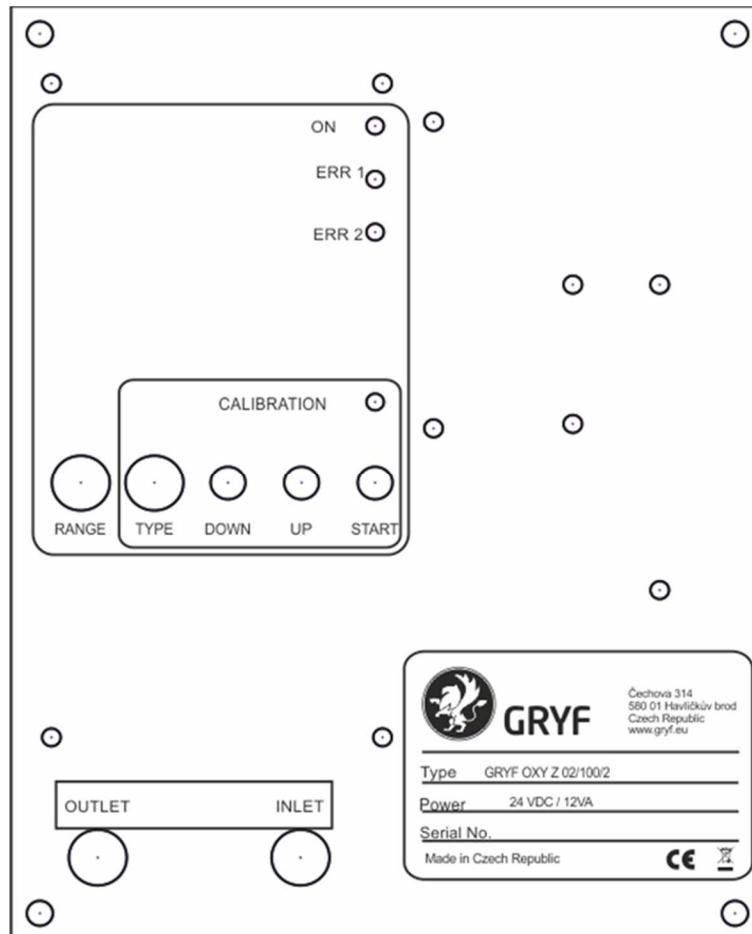 ON
ERR 1
ERR 2
CALIBRATION
RANGE TYPE DOWN UP START
GRYF
Čechova 314
580 01 Havlíčkův brod
Czech Republic
www.gryf.eu
Type GRYF OXY Z 02/100/2
Power 24 VDC / 12VA
Serial No.
Made in Czech Republic CE
OUTLET INLET